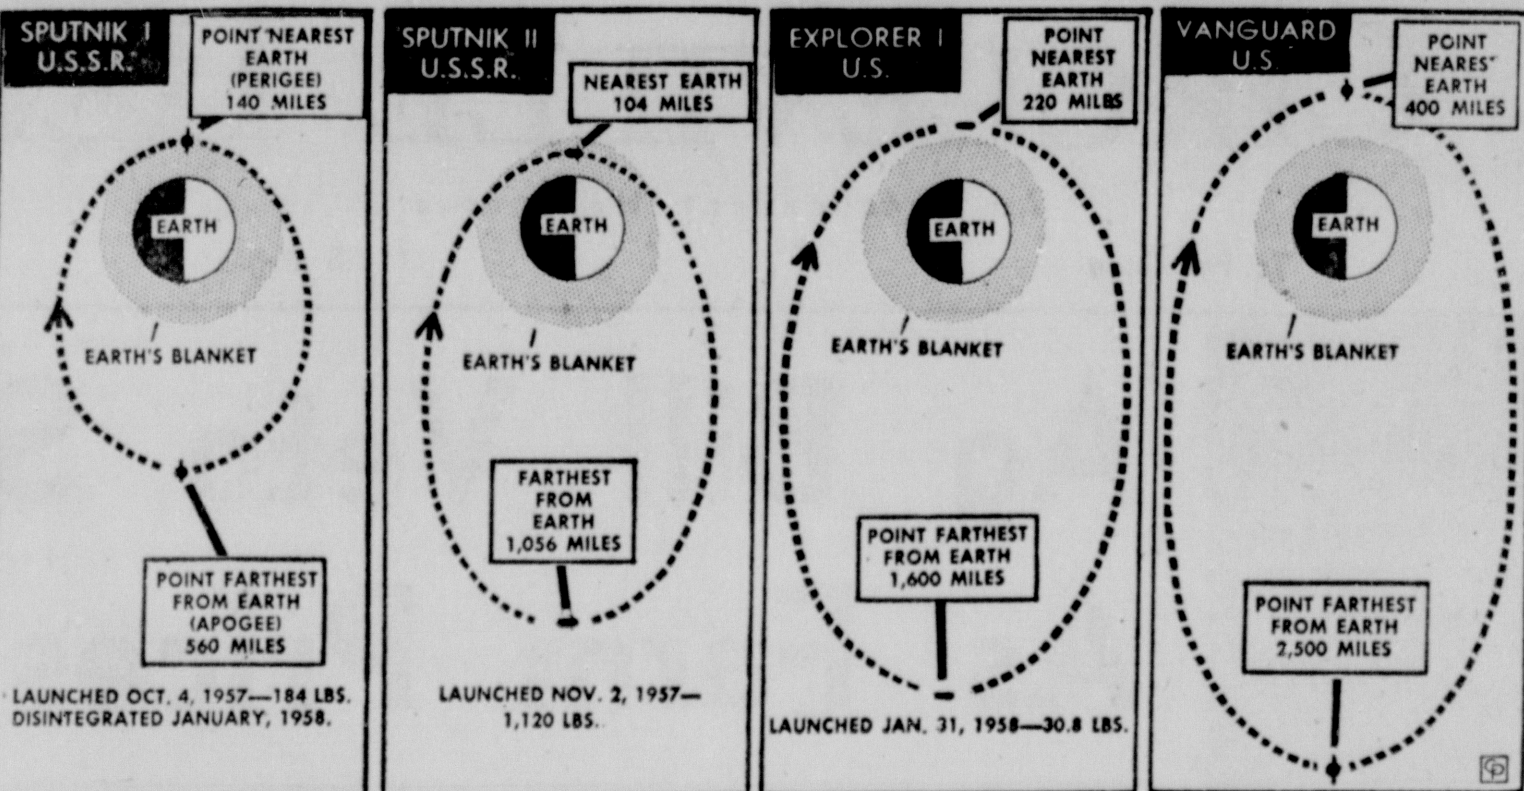 SPUTNIK I
U.S.S.R.
POINT NEAREST
EARTH
(PERIGEE)
140 MILES
EARTH
EARTH'S BLANKET
POINT FARTHEST
FROM EARTH
(APOGEE)
560 MILES
LAUNCHED OCT. 4, 1957—184 LBS.
DISINTEGRATED JANUARY, 1958.
SPUTNIK II
U.S.S.R.
NEAREST EARTH
104 MILES
EARTH
EARTH'S BLANKET
FARTHEST
FROM
EARTH
1,056 MILES
LAUNCHED NOV. 2, 1957—
1,120 LBS.
EXPLORER I
U.S.
POINT
NEAREST
EARTH
220 MILES
EARTH
EARTH'S BLANKET
POINT FARTHEST
FROM EARTH
1,600 MILES
LAUNCHED JAN. 31, 1958—30.8 LBS.
VANGUARD
U.S.
POINT
NEAREST
EARTH
400 MILES
EARTH
EARTH'S BLANKET
POINT FARTHEST
FROM EARTH
2,500 MILES
CP